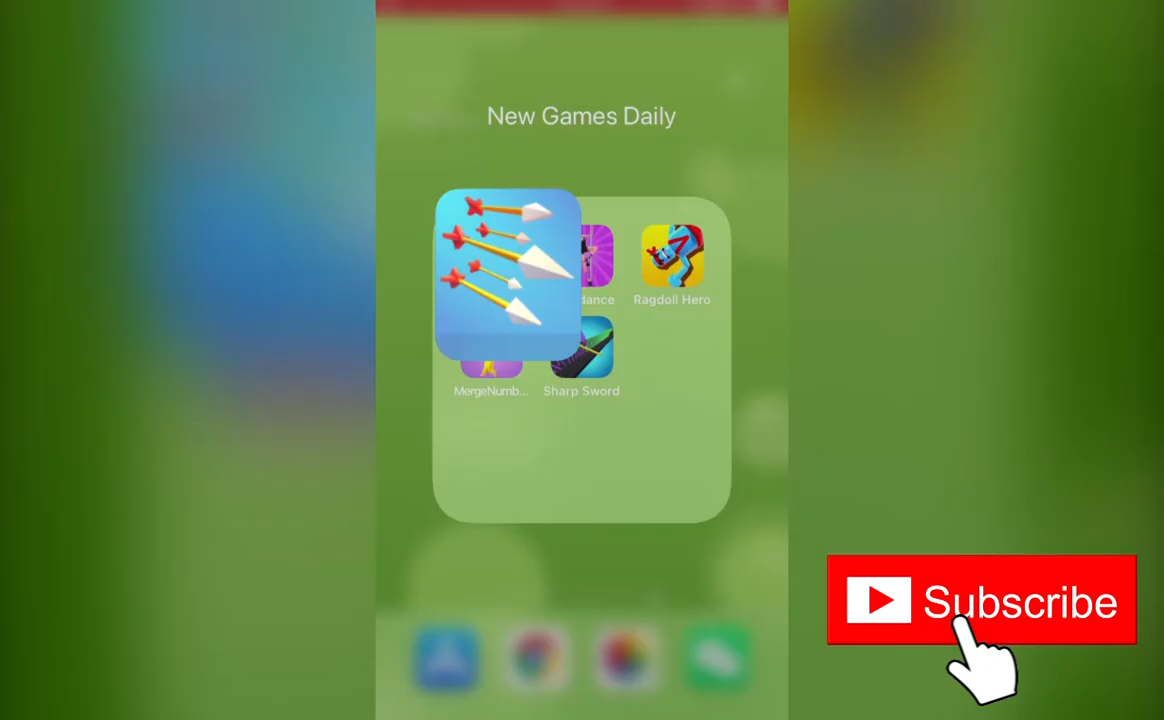 New Games Daily
dance
Ragdoll Hero
MergeNumb...
Sharp Sword
Subscribe